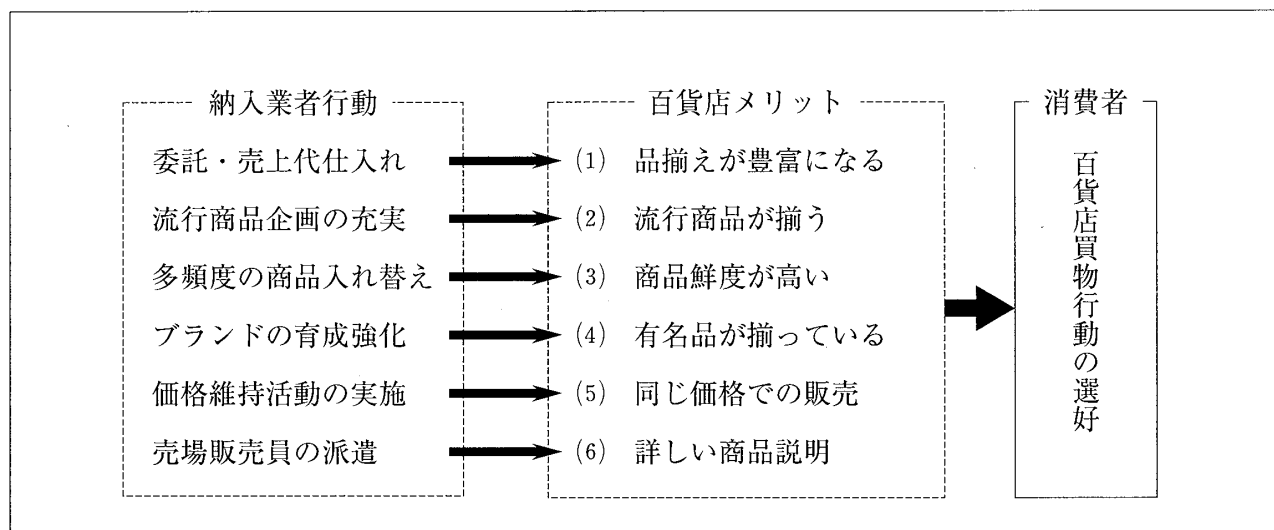 納入業者行動
委託・売上代仕入れ
流行商品企画の充実
多頻度の商品入れ替え
ブランドの育成強化
価格維持活動の実施
売場販売員の派遣
百貨店メリット
(1) 品揃えが豊富になる
(2) 流行商品が揃う
(3) 商品鮮度が高い
(4) 有名品が揃っている
(5) 同じ価格での販売
(6) 詳しい商品説明
消費者
百貨店買物行動の選好